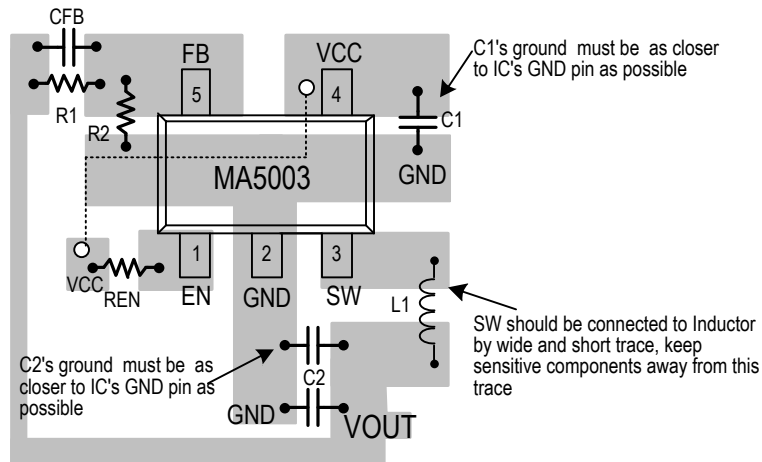 CFB
FB
VCC
C1's ground must be as closer
to IC's GND pin as possible
5
4
R1
R2
C1
MA5003
GND
1
2
3
VCC
REN
EN
GND
SW
L1
SW should be connected to Inductor
by wide and short trace, keep
sensitive components away from this
trace
C2's ground must be as
closer to IC's GND pin as
possible
C2
GND
VOUT